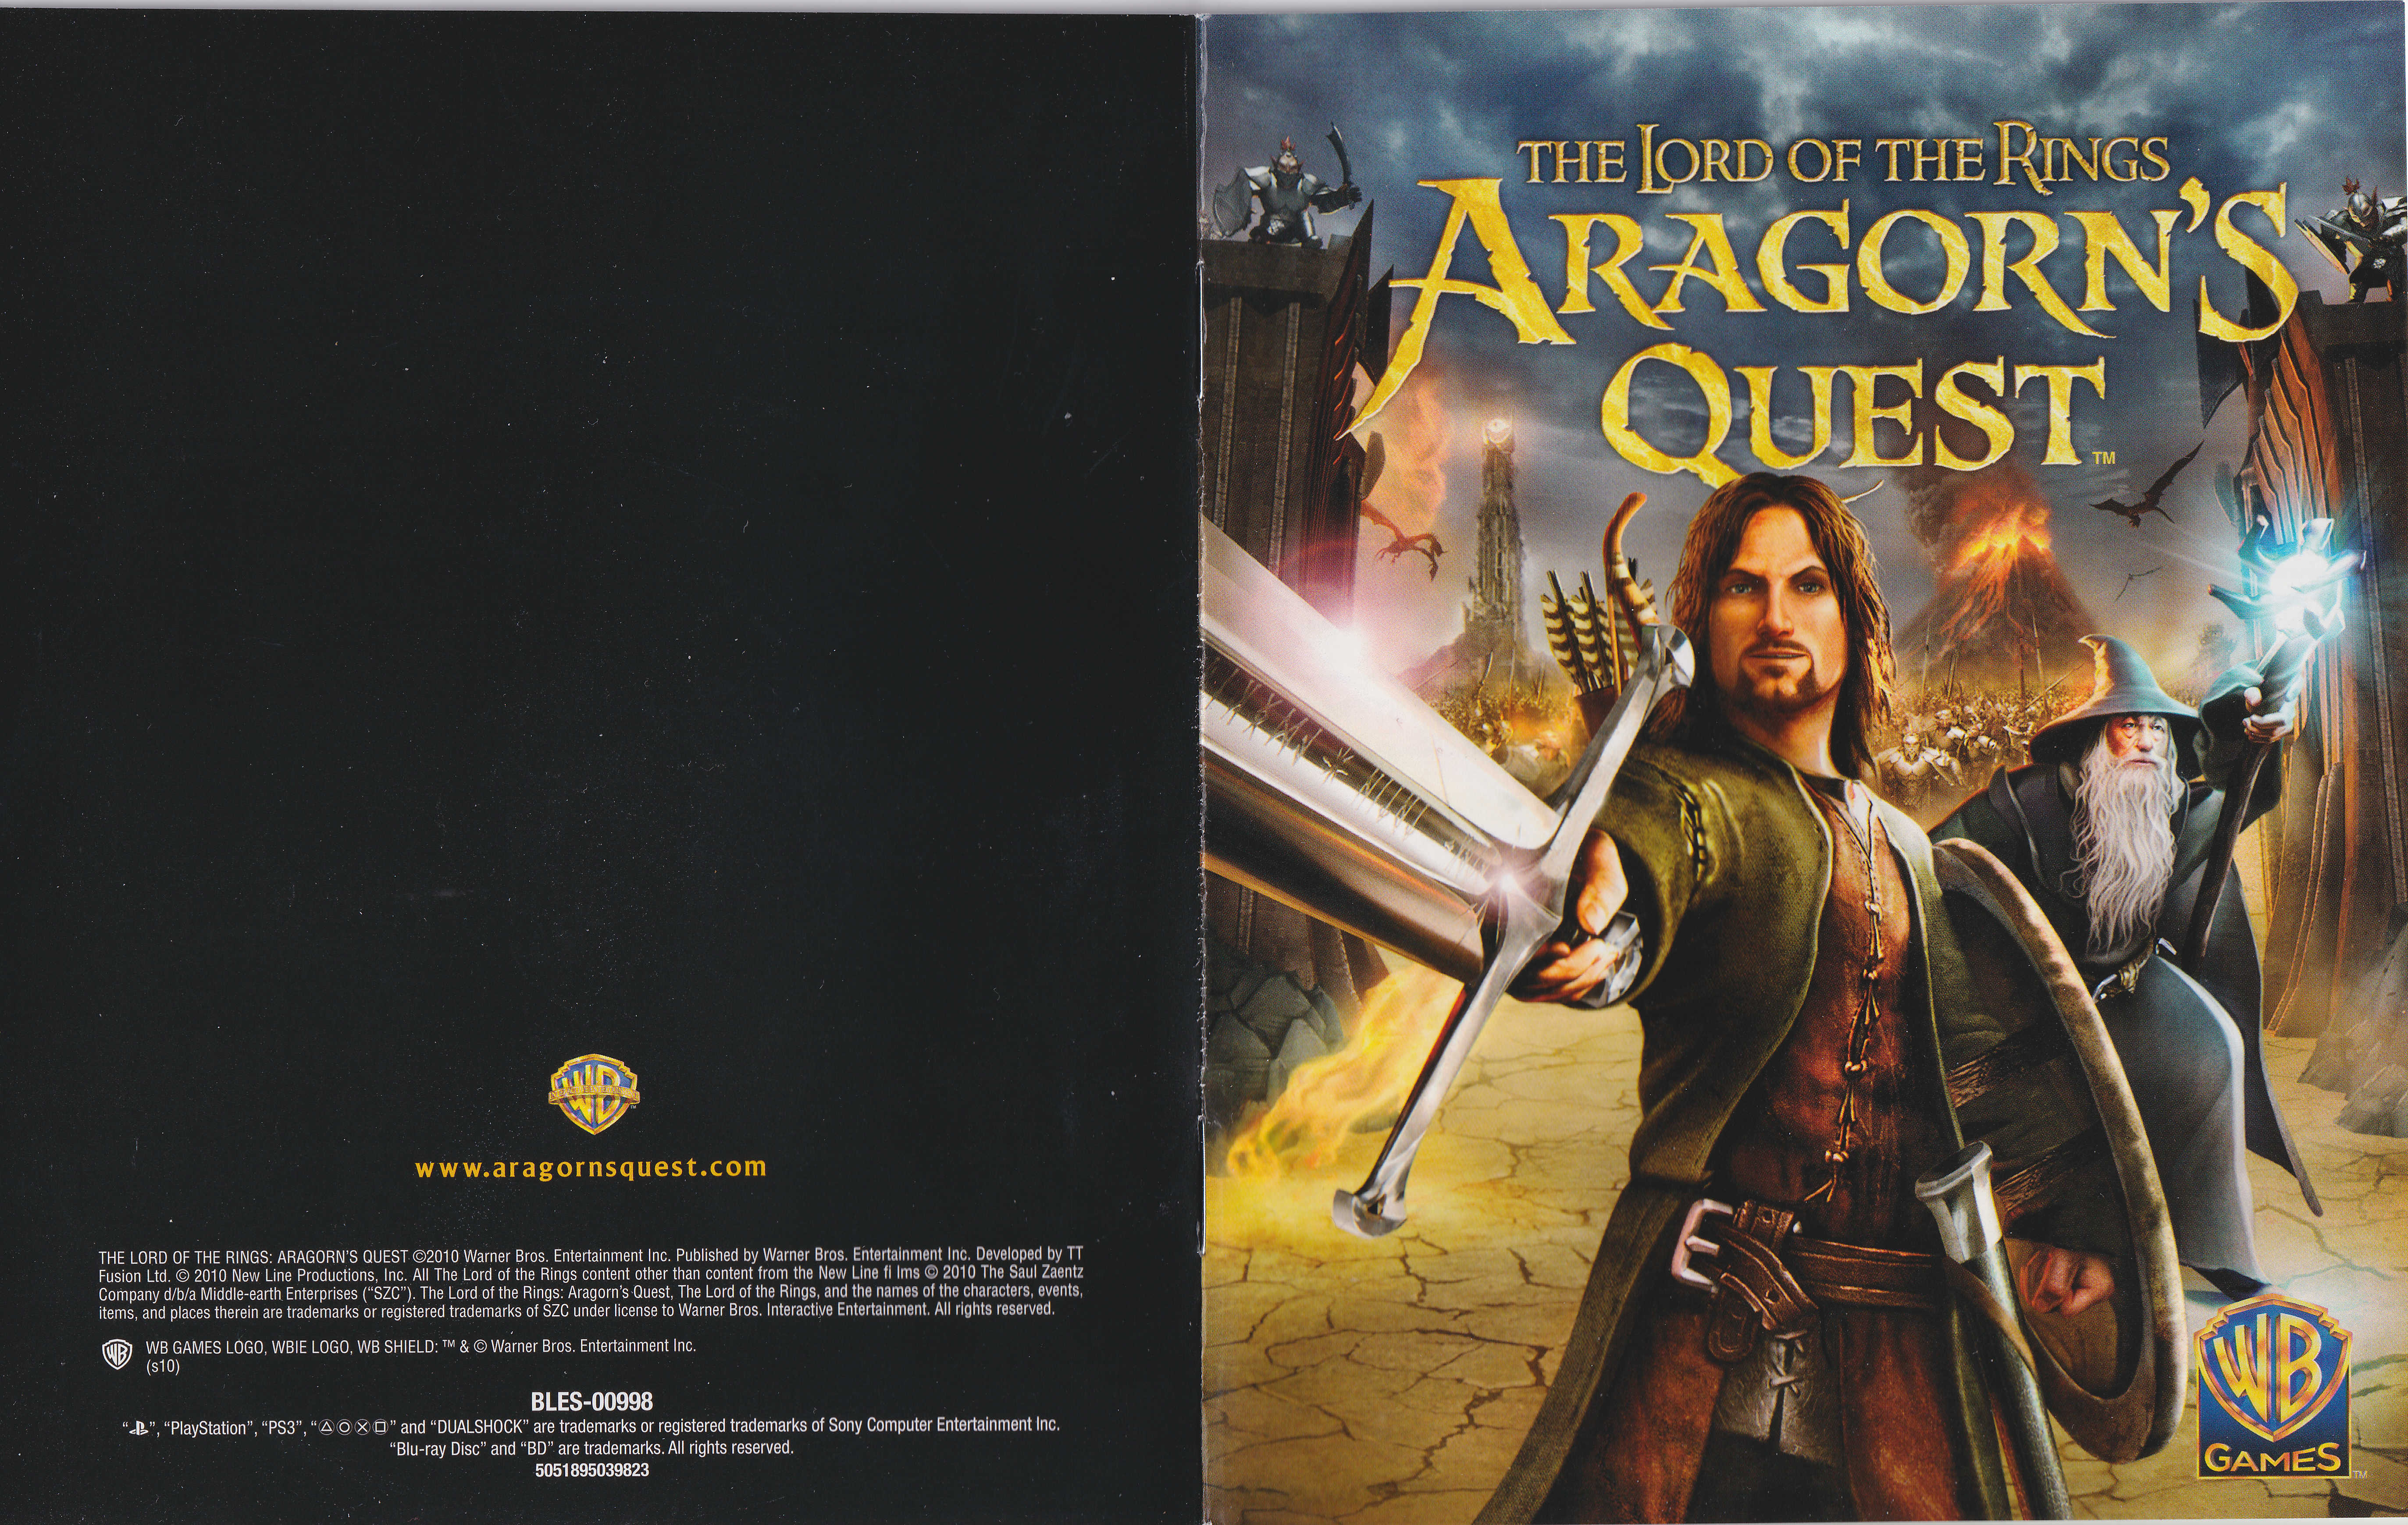 THE LORD OF THE RINGS
ARAGORN'S
QUEST™
WB
GAMES™
WB
www.aragornsquest.com
THE LORD OF THE RINGS: ARAGORN'S QUEST ©2010 Warner Bros. Entertainment Inc. Published by Warner Bros. Entertainment Inc. Developed by TT
Fusion Ltd. © 2010 New Line Productions, Inc. All The Lord of the Rings content other than content from the New Line fi lms © 2010 The Saul Zaentz
Company d/b/a Middle-earth Enterprises (“SZC”). The Lord of the Rings: Aragorn's Quest, The Lord of the Rings, and the names of the characters, events,
items, and places therein are trademarks or registered trademarks of SZC under license to Warner Bros. Interactive Entertainment. All rights reserved.
WB GAMES LOGO, WBIE LOGO, WB SHIELD: ™ & © Warner Bros. Entertainment Inc.
(s10)
BLES-00998
“ ”, “PlayStation”, “PS3”, “△○✕□” and “DUALSHOCK” are trademarks or registered trademarks of Sony Computer Entertainment Inc.
“Blu-ray Disc” and “BD” are trademarks. All rights reserved.
5051895039823